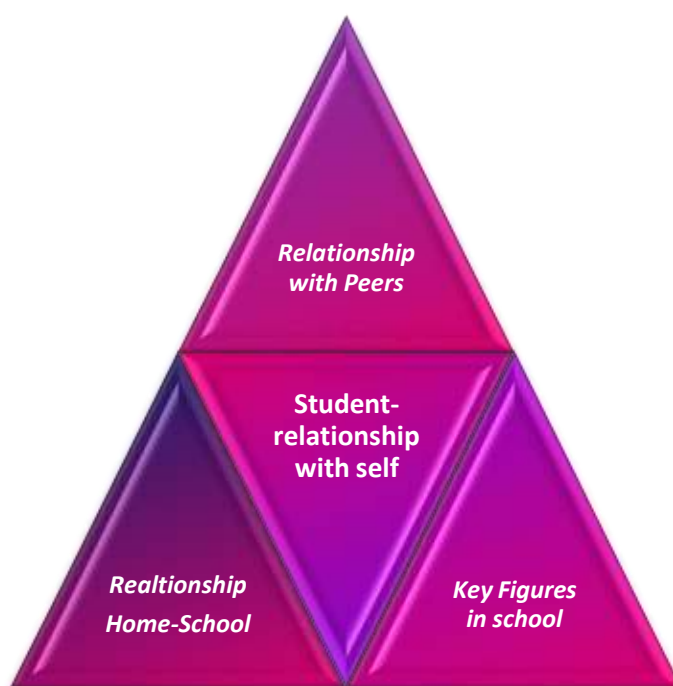 Relationship
with Peers
Student-
relationship
with self
Realtionship
Home-School
Key Figures
in school